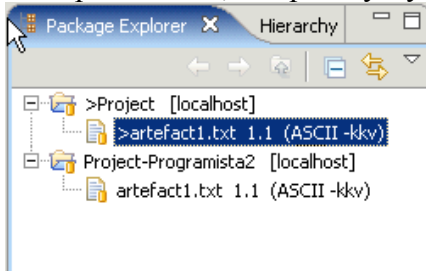 Package Explorer Hierarchy
>Project [localhost]
>artefact1.txt 1.1 (ASCII -kkv)
Project-Programista2 [localhost]
artefact1.txt 1.1 (ASCII -kkv)